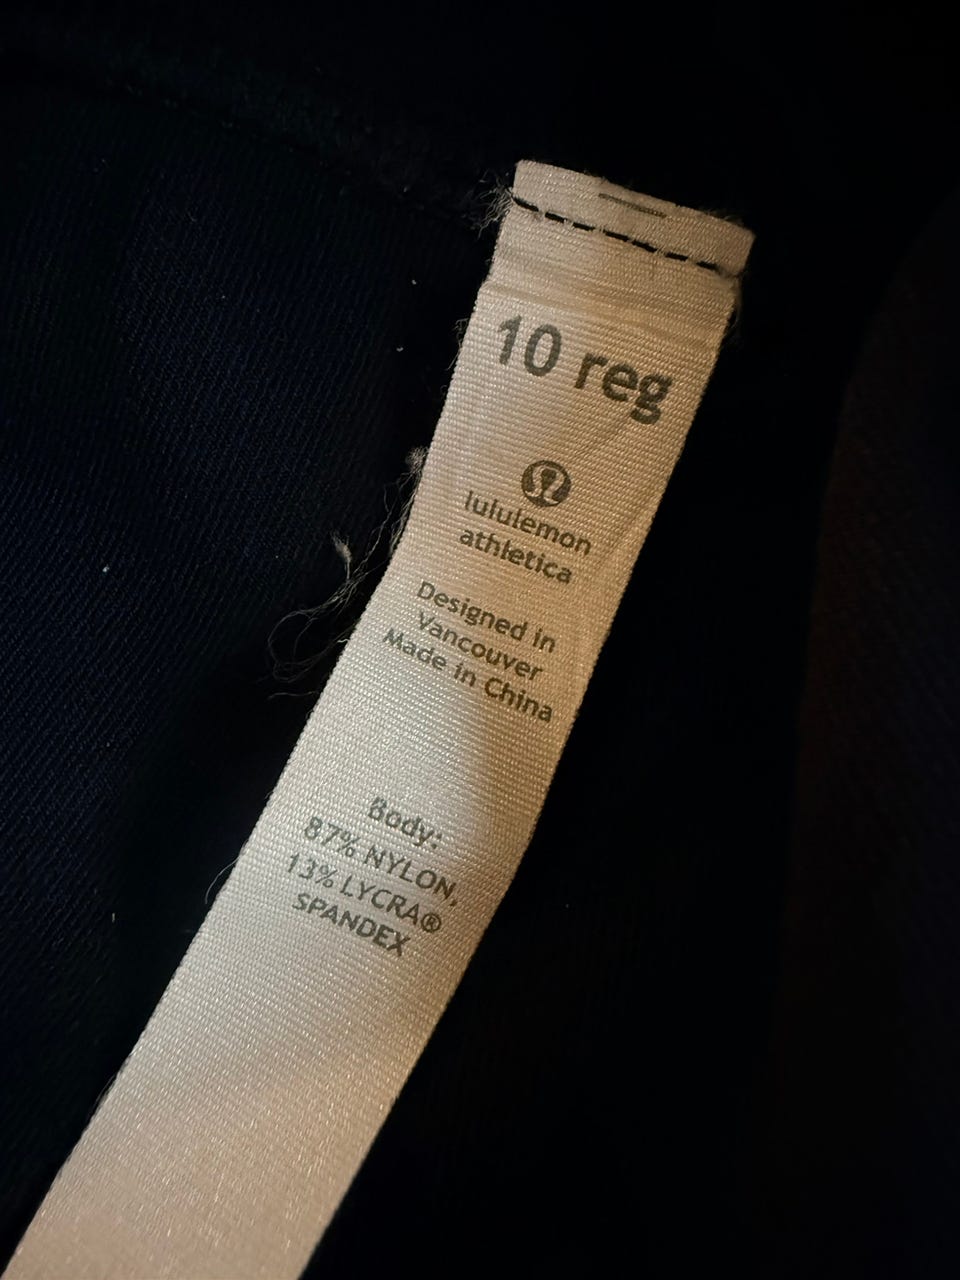 10 reg
lululemon
athletica
Designed in
Vancouver
Made in China
Body:
87% NYLON,
13% LYCRA®
SPANDEX